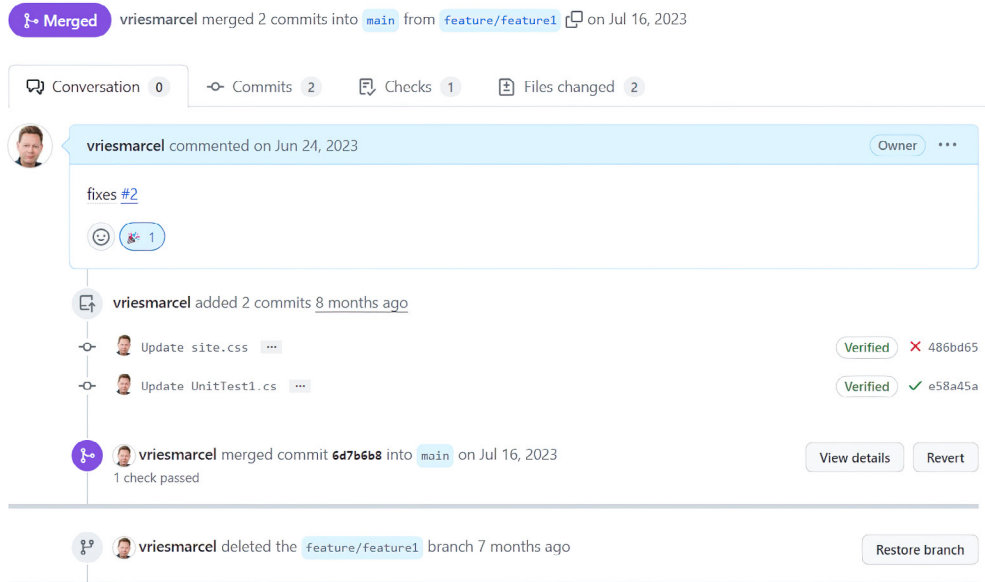 Merged vriesmarcel merged 2 commits into main from feature/feature1 on Jul 16, 2023
Conversation 0 Commits 2 Checks 1 Files changed 2
vriesmarcel commented on Jun 24, 2023 Owner ...
fixes #2
1
vriesmarcel added 2 commits 8 months ago
Update site.css ... Verified 486bd65
Update UnitTest1.cs ... Verified e58a45a
vriesmarcel merged commit 6d7b6b8 into main on Jul 16, 2023 View details Revert
1 check passed
vriesmarcel deleted the feature/feature1 branch 7 months ago Restore branch